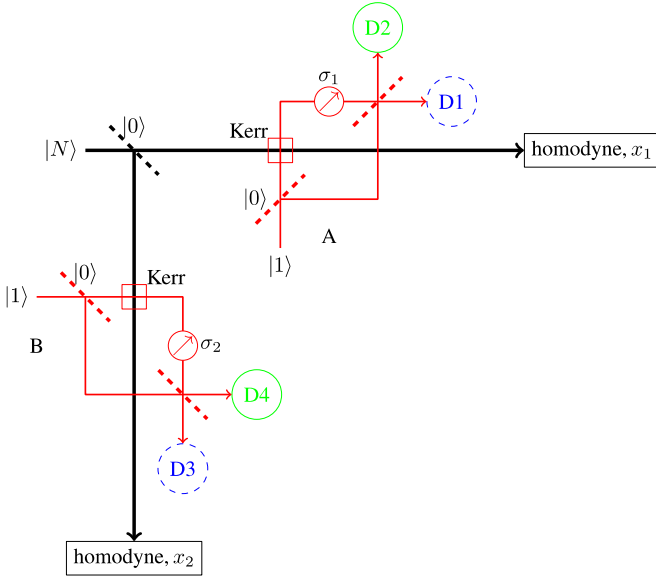 D2
σ₁
D1
|0⟩
Kerr
|N⟩
homodyne, x₁
|0⟩
A
|1⟩
|0⟩
Kerr
|1⟩
σ₂
B
D4
D3
homodyne, x₂